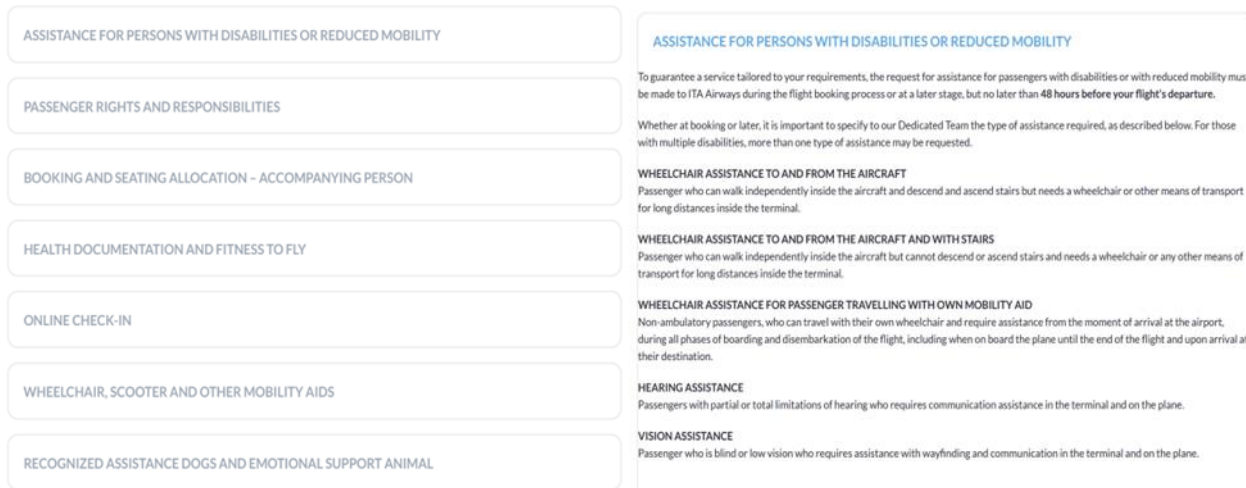 ASSISTANCE FOR PERSONS WITH DISABILITIES OR REDUCED MOBILITY
PASSENGER RIGHTS AND RESPONSIBILITIES
BOOKING AND SEATING ALLOCATION – ACCOMPANYING PERSON
HEALTH DOCUMENTATION AND FITNESS TO FLY
ONLINE CHECK-IN
WHEELCHAIR, SCOOTER AND OTHER MOBILITY AIDS
RECOGNIZED ASSISTANCE DOGS AND EMOTIONAL SUPPORT ANIMAL
ASSISTANCE FOR PERSONS WITH DISABILITIES OR REDUCED MOBILITY
To guarantee a service tailored to your requirements, the request for assistance for passengers with disabilities or with reduced mobility mus
be made to ITA Airways during the flight booking process or at a later stage, but no later than 48 hours before your flight's departure.
Whether at booking or later, it is important to specify to our Dedicated Team the type of assistance required, as described below. For those
with multiple disabilities, more than one type of assistance may be requested.
WHEELCHAIR ASSISTANCE TO AND FROM THE AIRCRAFT
Passenger who can walk independently inside the aircraft and descend and ascend stairs but needs a wheelchair or other means of transport
for long distances inside the terminal.
WHEELCHAIR ASSISTANCE TO AND FROM THE AIRCRAFT AND WITH STAIRS
Passenger who can walk independently inside the aircraft but cannot descend or ascend stairs and needs a wheelchair or any other means of
transport for long distances inside the terminal.
WHEELCHAIR ASSISTANCE FOR PASSENGER TRAVELLING WITH OWN MOBILITY AID
Non-ambulatory passengers, who can travel with their own wheelchair and require assistance from the moment of arrival at the airport,
during all phases of boarding and disembarkation of the flight, including when on board the plane until the end of the flight and upon arrival at
their destination.
HEARING ASSISTANCE
Passengers with partial or total limitations of hearing who requires communication assistance in the terminal and on the plane.
VISION ASSISTANCE
Passenger who is blind or low vision who requires assistance with wayfinding and communication in the terminal and on the plane.